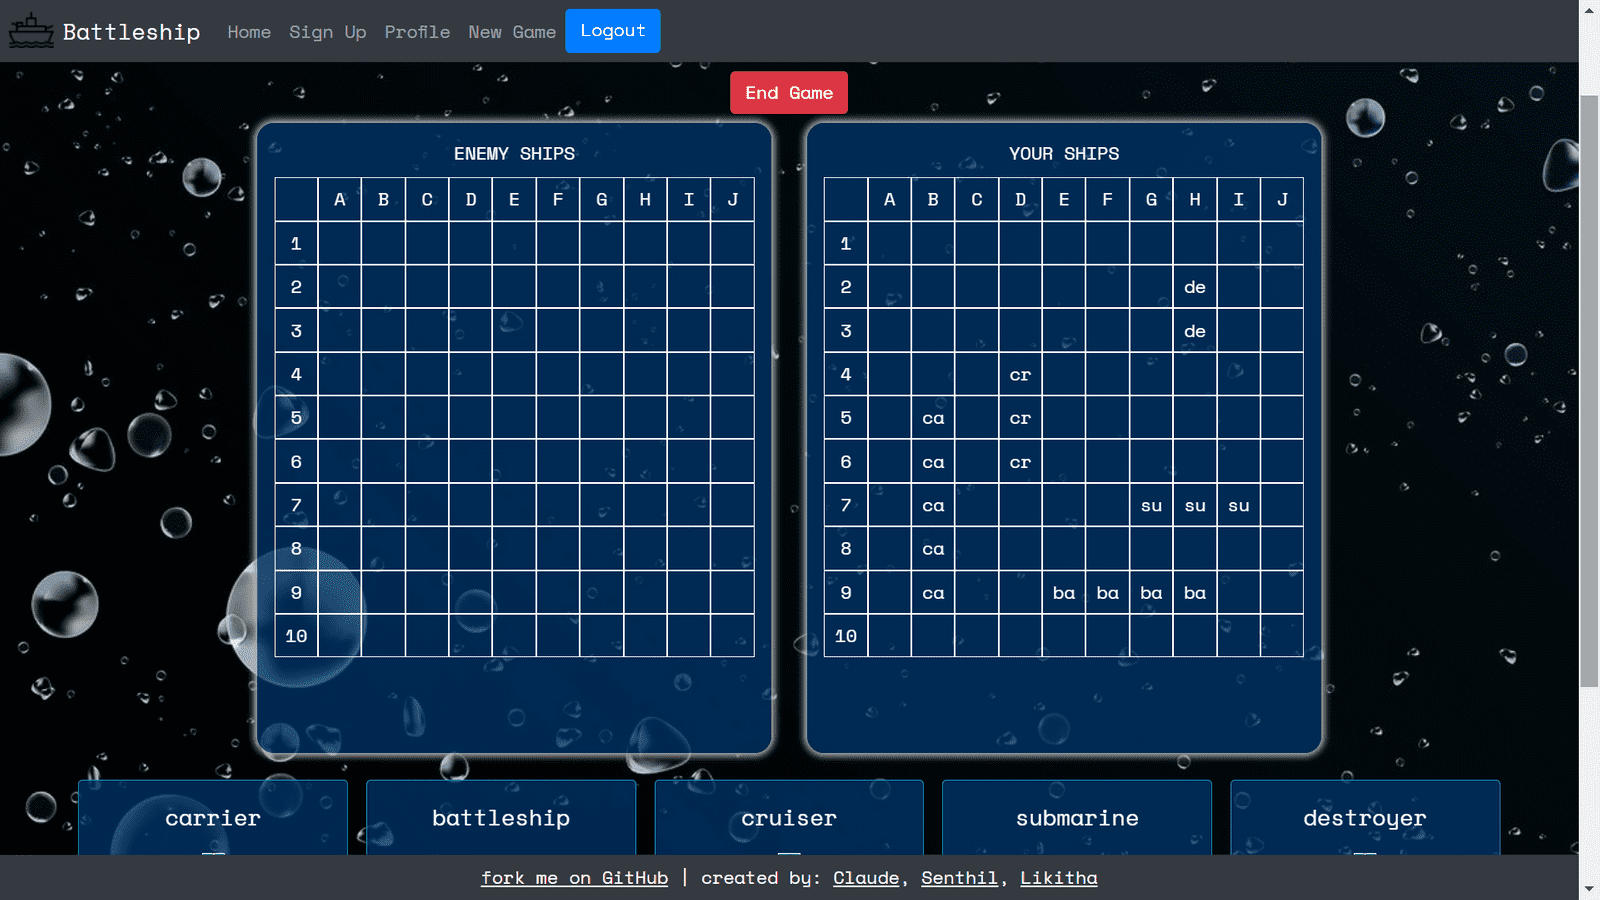 Battleship Home Sign Up Profile New Game Logout
End Game
ENEMY SHIPS
A B C D E F G H I J
1
2
3
4
5
6
7
8
9
10
YOUR SHIPS
A B C D E F G H I J
1
2 de
3 de
4 cr
5 ca cr
6 ca cr
7 ca su su su
8 ca
9 ca ba ba ba ba
10
carrier
battleship
cruiser
submarine
destroyer
fork me on GitHub | created by: Claude, Senthil, Likitha